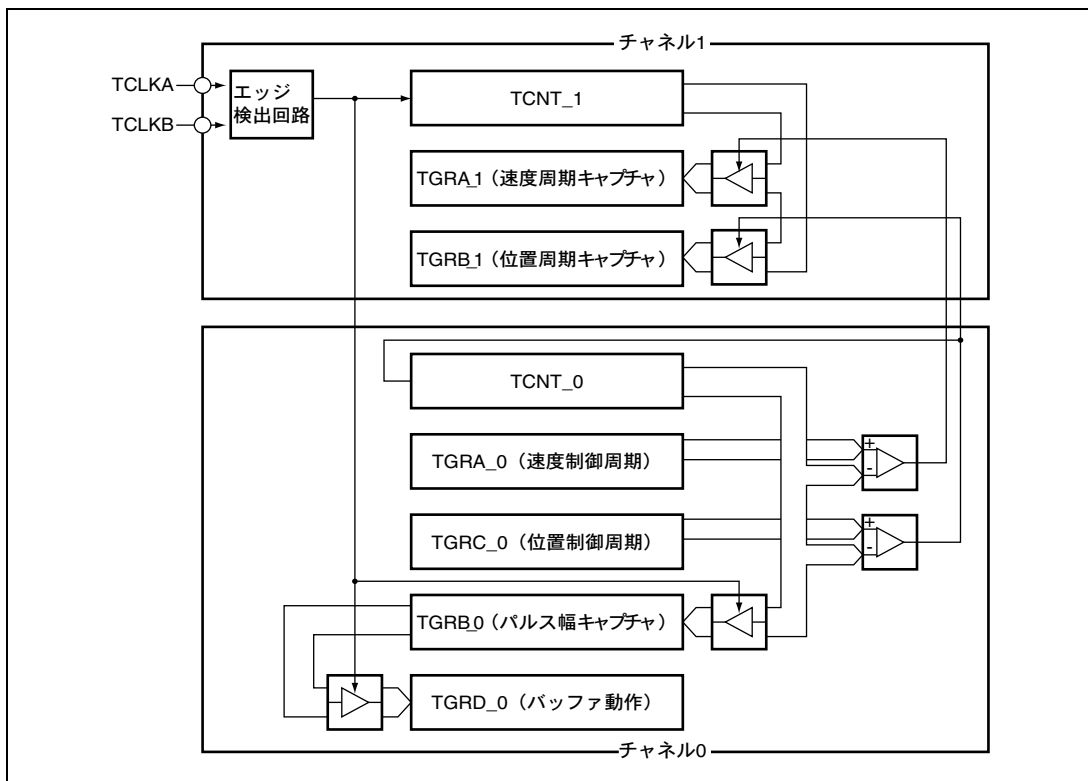 チャネル1
TCLKA
TCLKB
エッジ
検出回路
TCNT_1
TGRA_1（速度周期キャプチャ）
TGRB_1（位置周期キャプチャ）
TCNT_0
TGRA_0（速度制御周期）
+
-
TGRC_0（位置制御周期）
+
-
TGRB_0（パルス幅キャプチャ）
TGRD_0（バッファ動作）
チャネル0